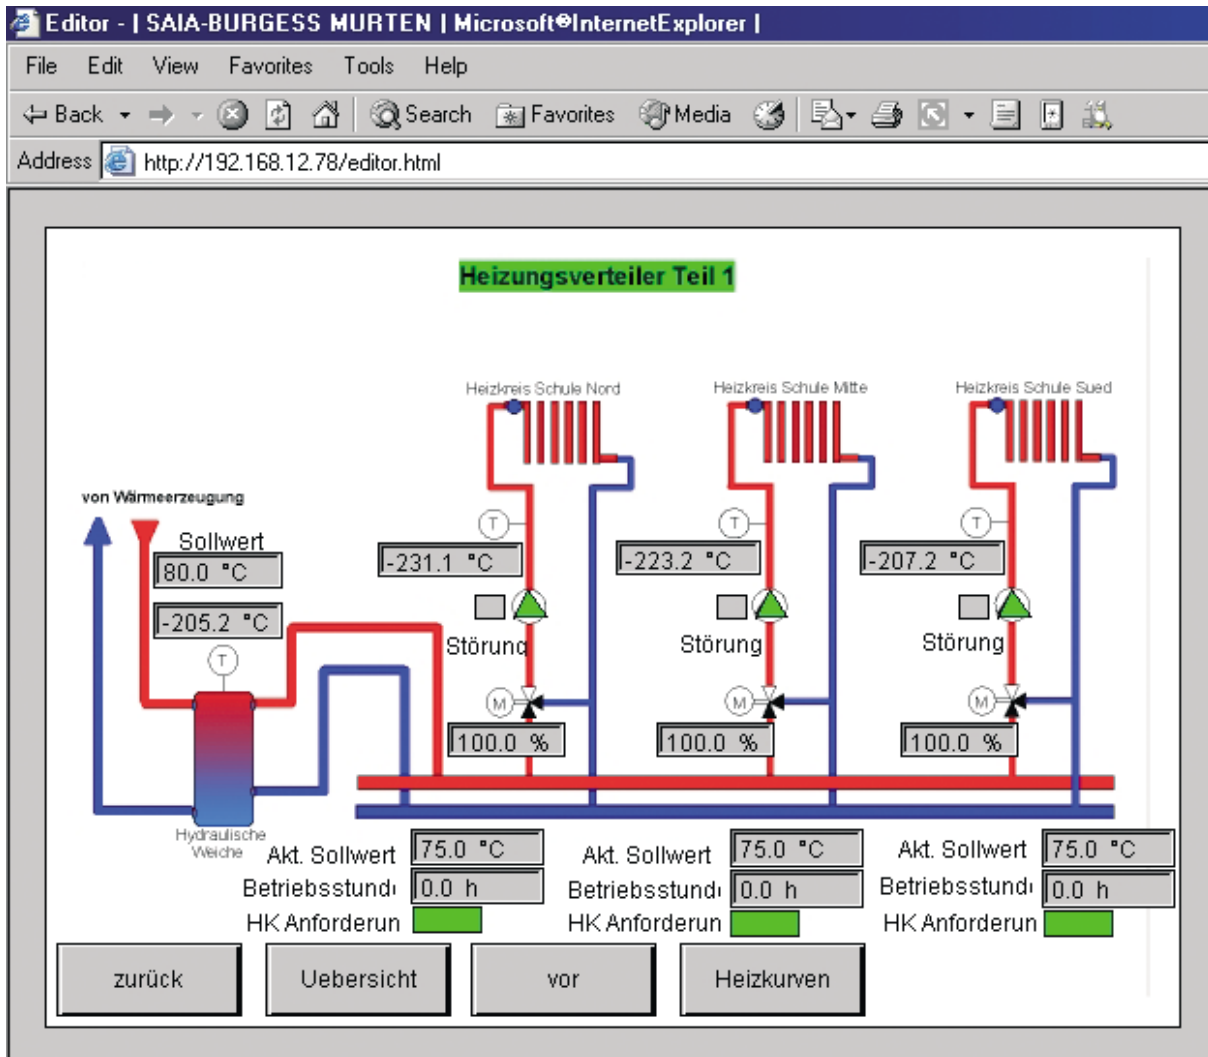 Editor - | SAIA-BURGESS MURTEN | Microsoft®InternetExplorer |
File Edit View Favorites Tools Help
Back Search Favorites Media
Address http://192.168.12.78/editor.html
Heizungsverteiler Teil 1
Heizkreis Schule Nord Heizkreis Schule Mitte Heizkreis Schule Sued
von Wärmeerzeugung
T T T
Sollwert
-231.1 °C -223.2 °C -207.2 °C
80.0 °C
-205.2 °C
Störung Störung Störung
T
M M M
100.0 % 100.0 % 100.0 %
Hydraulische
Weiche
Akt. Sollwert 75.0 °C Akt. Sollwert 75.0 °C Akt. Sollwert 75.0 °C
Betriebsstund 0.0 h Betriebsstund 0.0 h Betriebsstund 0.0 h
HK Anforderun HK Anforderun HK Anforderun
zurück Uebersicht vor Heizkurven